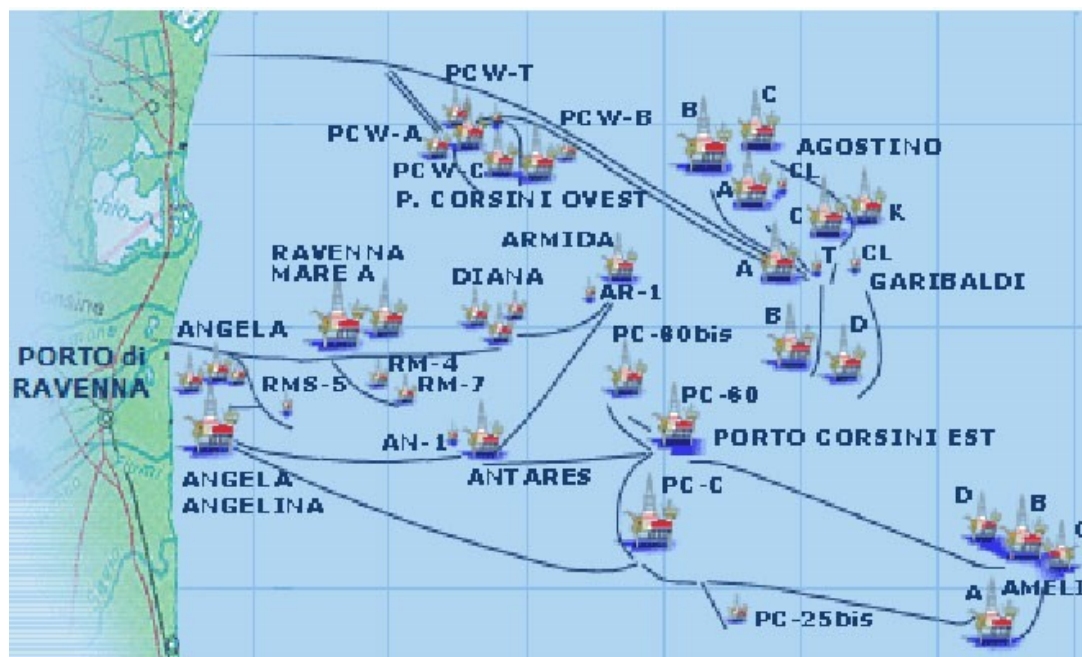 PCW-T
C
B
PCW-A
PCW-B
AGOSTINO
PCW-C
CL
A
P. CORSINI OVEST
C
K
ARMIDA
RAVENNA
MARE A
DIANA
A
T
CL
AR-1
GARIBALDI
ANGELA
PC-80bis
B
D
PORTO di
RAVENNA
RMS-5
RM-4
RM-7
PC-80
AN-1
PORTO CORSINI EST
ANGELA
ANGELINA
ANTARES
PC-C
D
B
C
A
AMELI
PC-25bis